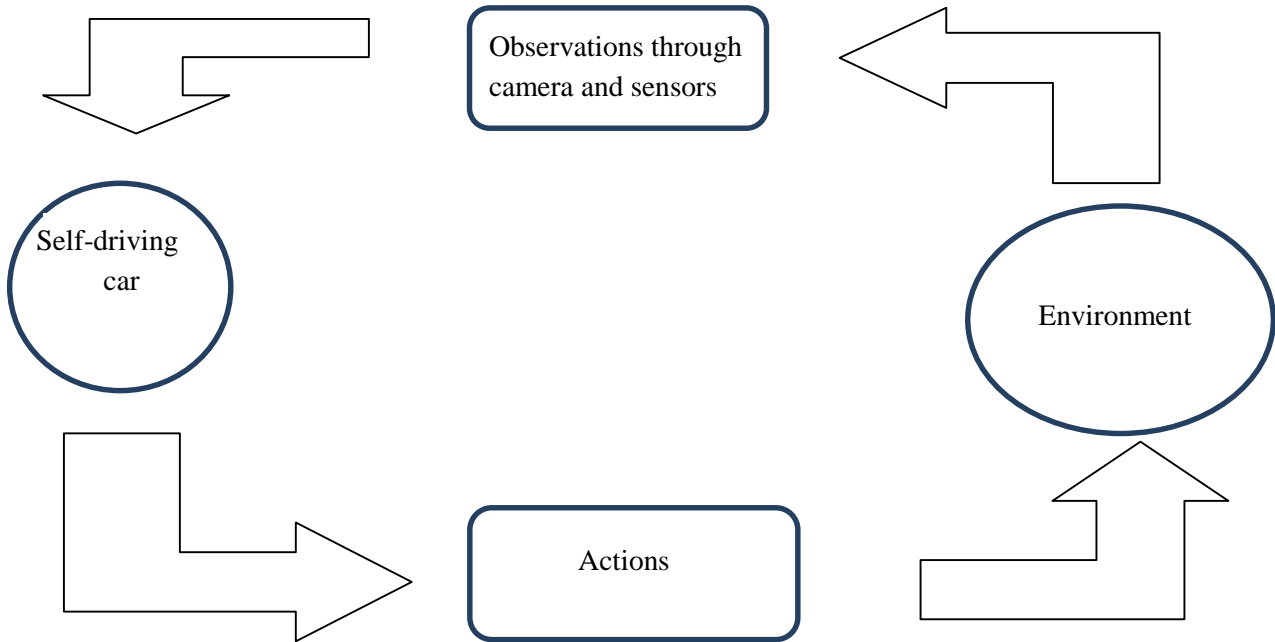 Observations through
camera and sensors
Self-driving
car
Environment
Actions